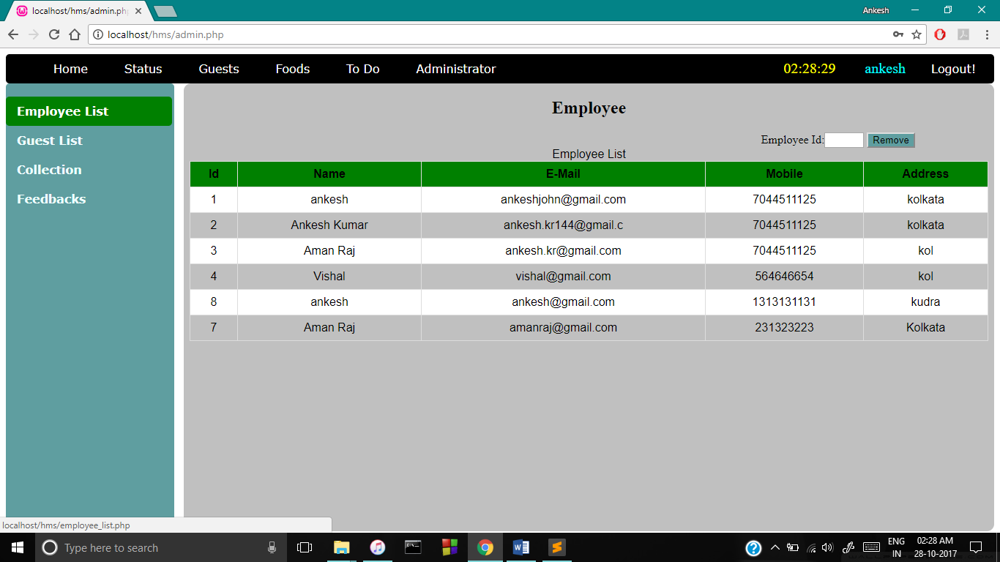 localhost/hms/admin.ph
Ankesh
localhost/hms/admin.php
Home Status Guests Foods To Do Administrator 02:28:29 ankesh Logout!
Employee List
Guest List
Collection
Feedbacks
Employee
Employee Id: Remove
Employee List
Id Name E-Mail Mobile Address
1 ankesh ankeshjohn@gmail.com 7044511125 kolkata
2 Ankesh Kumar ankesh.kr144@gmail.c 7044511125 kolkata
3 Aman Raj ankesh.kr@gmail.com 7044511125 kol
4 Vishal vishal@gmail.com 564646654 kol
8 ankesh ankesh@gmail.com 1313131131 kudra
7 Aman Raj amanraj@gmail.com 231323223 Kolkata
localhost/hms/employee_list.php
Type here to search
ENG
IN
02:28 AM
28-10-2017